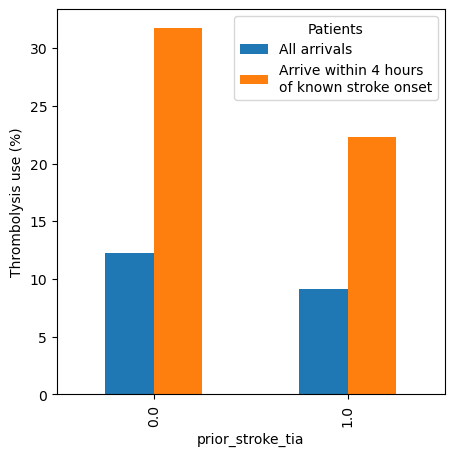 Patients
All arrivals
Arrive within 4 hours
of known stroke onset
Thrombolysis use (%)
30
25
20
15
10
5
0
0.0
1.0
prior_stroke_tia